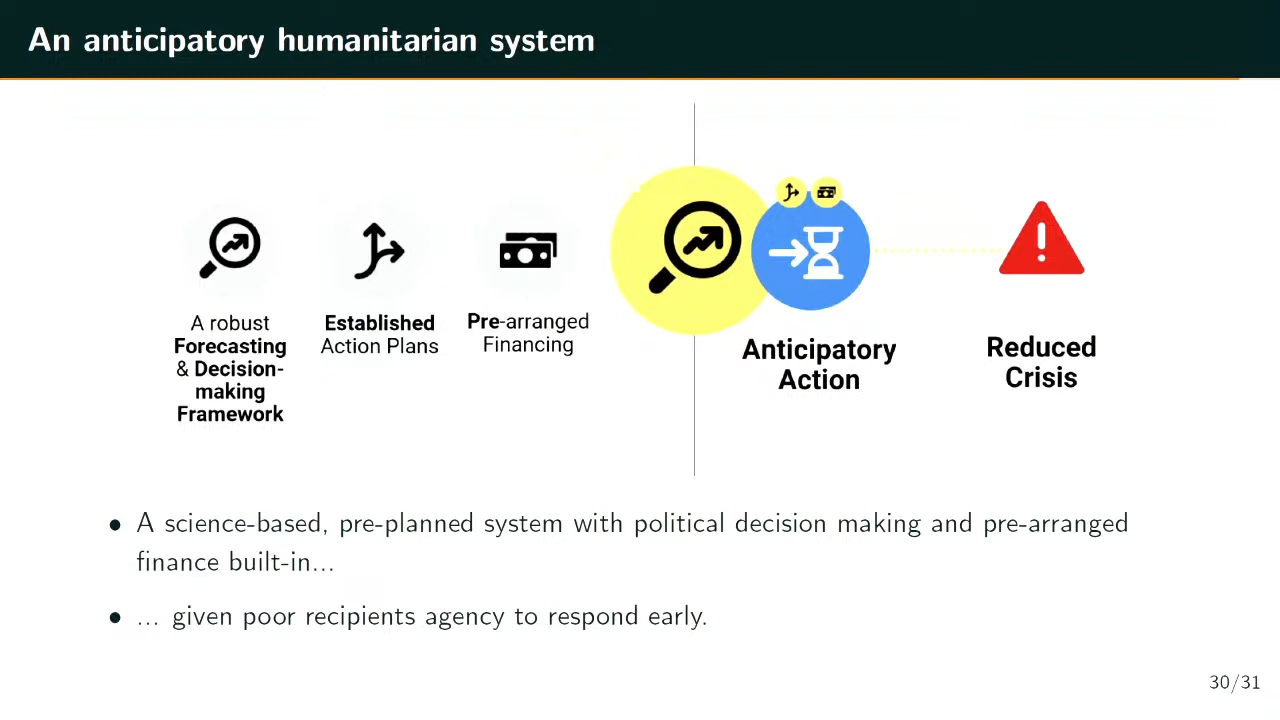 An anticipatory humanitarian system
A robust
Forecasting
& Decision-
making
Framework
Established
Action Plans
Pre-arranged
Financing
Anticipatory
Action
Reduced
Crisis
• A science-based, pre-planned system with political decision making and pre-arranged
finance built-in...
• ... given poor recipients agency to respond early.
30/31